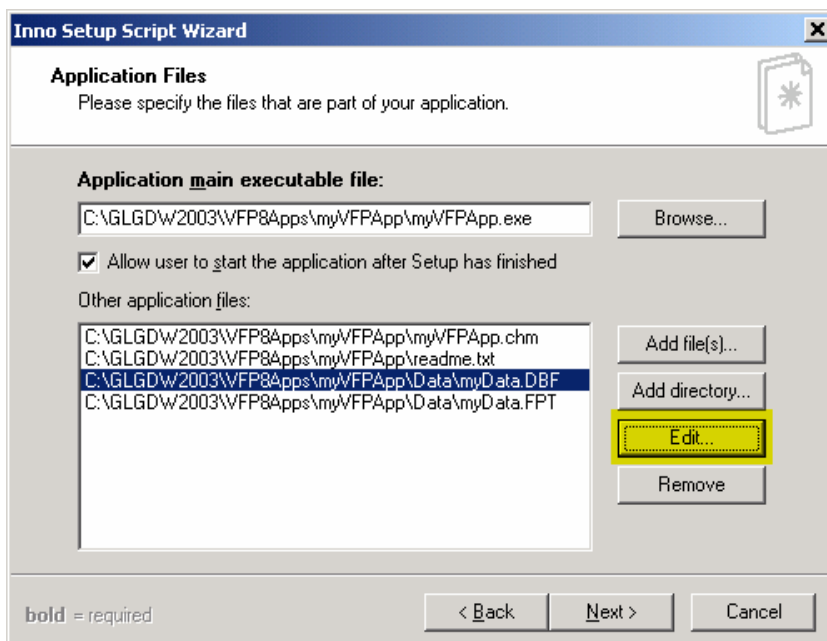 Inno Setup Script Wizard
Application Files
Please specify the files that are part of your application.
Application main executable file:
C:\GLGDW2003\VFP8Apps\myVFPApp\myVFPApp.exe
Browse...
Allow user to start the application after Setup has finished
Other application files:
C:\GLGDW2003\VFP8Apps\myVFPApp\myVFPApp.chm
C:\GLGDW2003\VFP8Apps\myVFPApp\readme.txt
C:\GLGDW2003\VFP8Apps\myVFPApp\Data\myData.DBF
C:\GLGDW2003\VFP8Apps\myVFPApp\Data\myData.FPT
Add file(s)...
Add directory...
Edit...
Remove
bold = required
< Back
Next >
Cancel